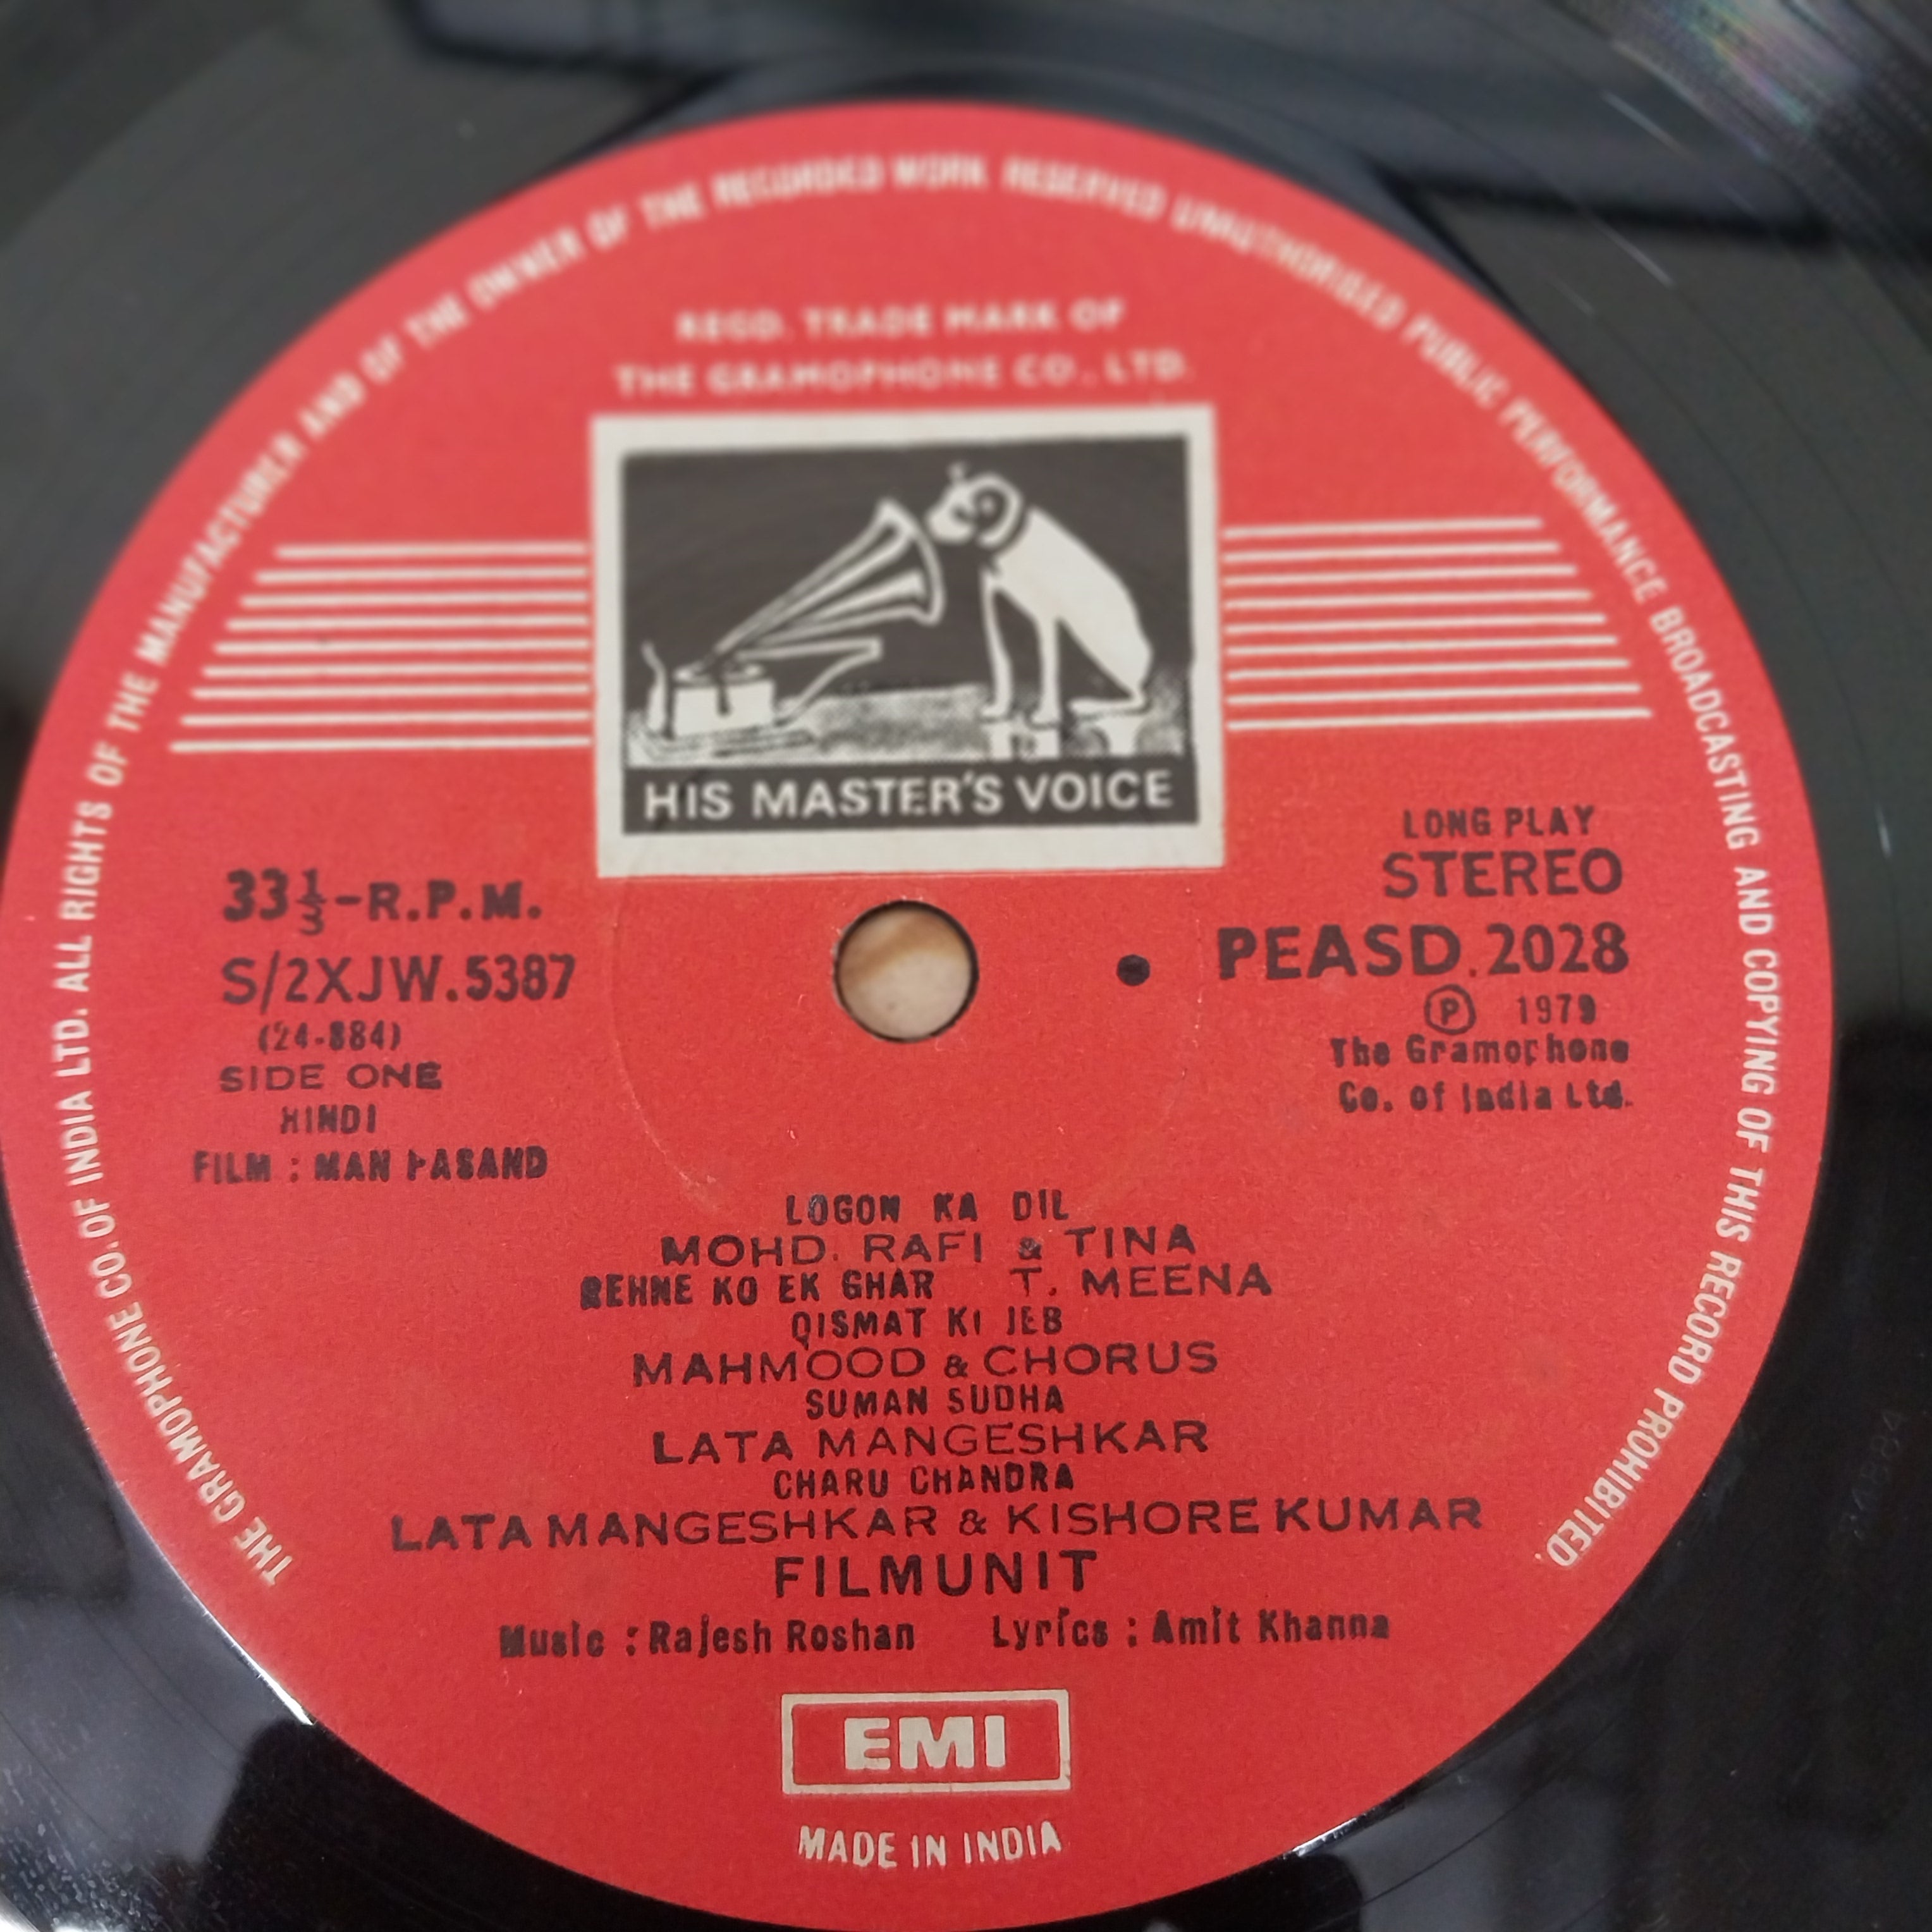 THE GRAMOPHONE CO. OF INDIA LTD. ALL RIGHTS OF THE MANUFACTURER AND OF THE OWNER OF THE RECORDED WORK RESERVED UNAUTHORISED PUBLIC PERFORMANCE BROADCASTING AND COPYING OF THIS RECORD PROHIBITED.
REGD. TRADE MARK OF
THE GRAMOPHONE CO., LTD.
HIS MASTER'S VOICE
33⅓-R.P.M.
S/2XJW.5387
(24-884)
SIDE ONE
HINDI
FILM : MAN PASAND
LONG PLAY
STEREO
PEASD.2028
Ⓟ 1979
The Gramophone
Co. of India Ltd.
LOGON KA DIL
MOHD. RAFI & TINA
REHNE KO EK GHAR T. MEENA
QISMAT KI JEB
MAHMOOD & CHORUS
SUMAN SUDHA
LATA MANGESHKAR
CHARU CHANDRA
LATA MANGESHKAR & KISHORE KUMAR
FILMUNIT
Music : Rajesh Roshan Lyrics : Amit Khanna
EMI
MADE IN INDIA